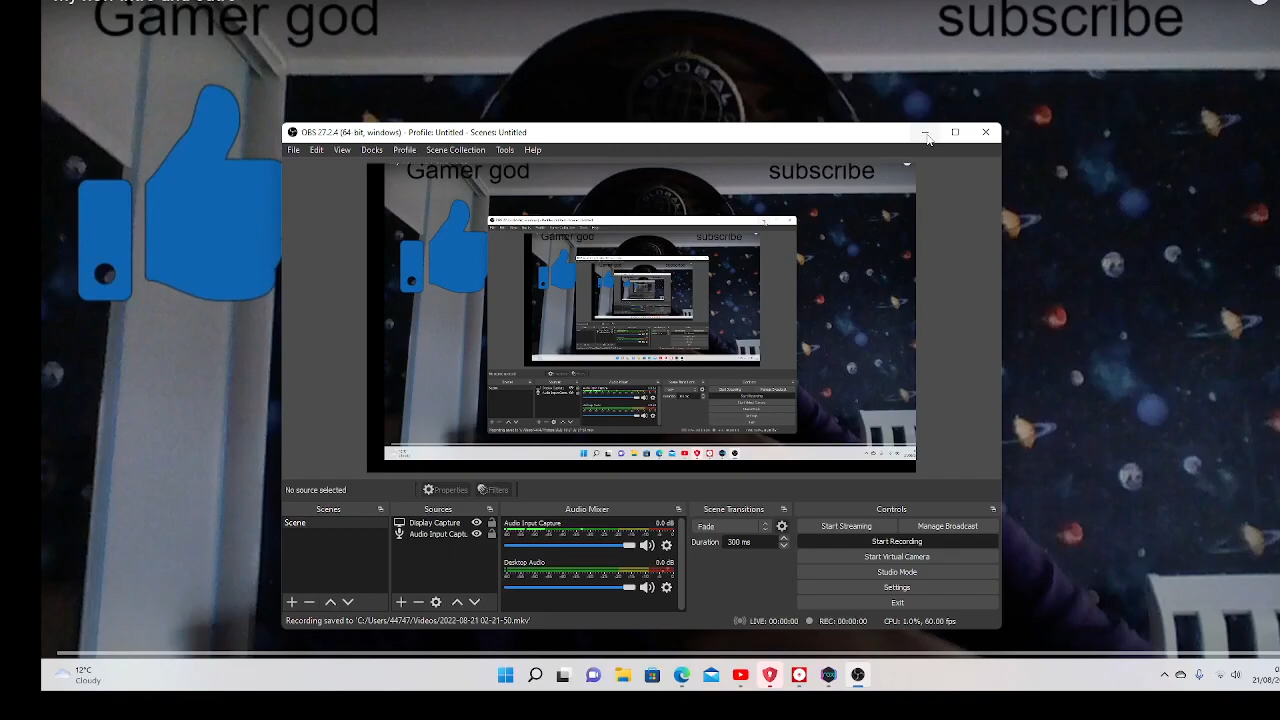 Gamer god
subscribe
GLOBAL
OBS 27.2.4 (64-bit, windows) - Profile: Untitled - Scenes: Untitled
File Edit View Docks Profile Scene Collection Tools Help
Gamer god
subscribe
Gamer god
subscribe
No source selected
Properties
Filters
Scenes
Sources
Audio Mixer
Scene Transitions
Controls
Scene
Display Capture
Audio Input Captu
Audio Input Capture 0.0 dB
Desktop Audio 0.0 dB
Fade
Duration 300 ms
Start Streaming
Manage Broadcast
Start Recording
Start Virtual Camera
Studio Mode
Settings
Exit
Recording saved to 'C:/Users/44747/Videos/2022-08-21 02-21-50.mkv'
LIVE: 00:00:00
REC: 00:00:00
CPU: 1.0%, 60.00 fps
12°C
Cloudy
21/08/2